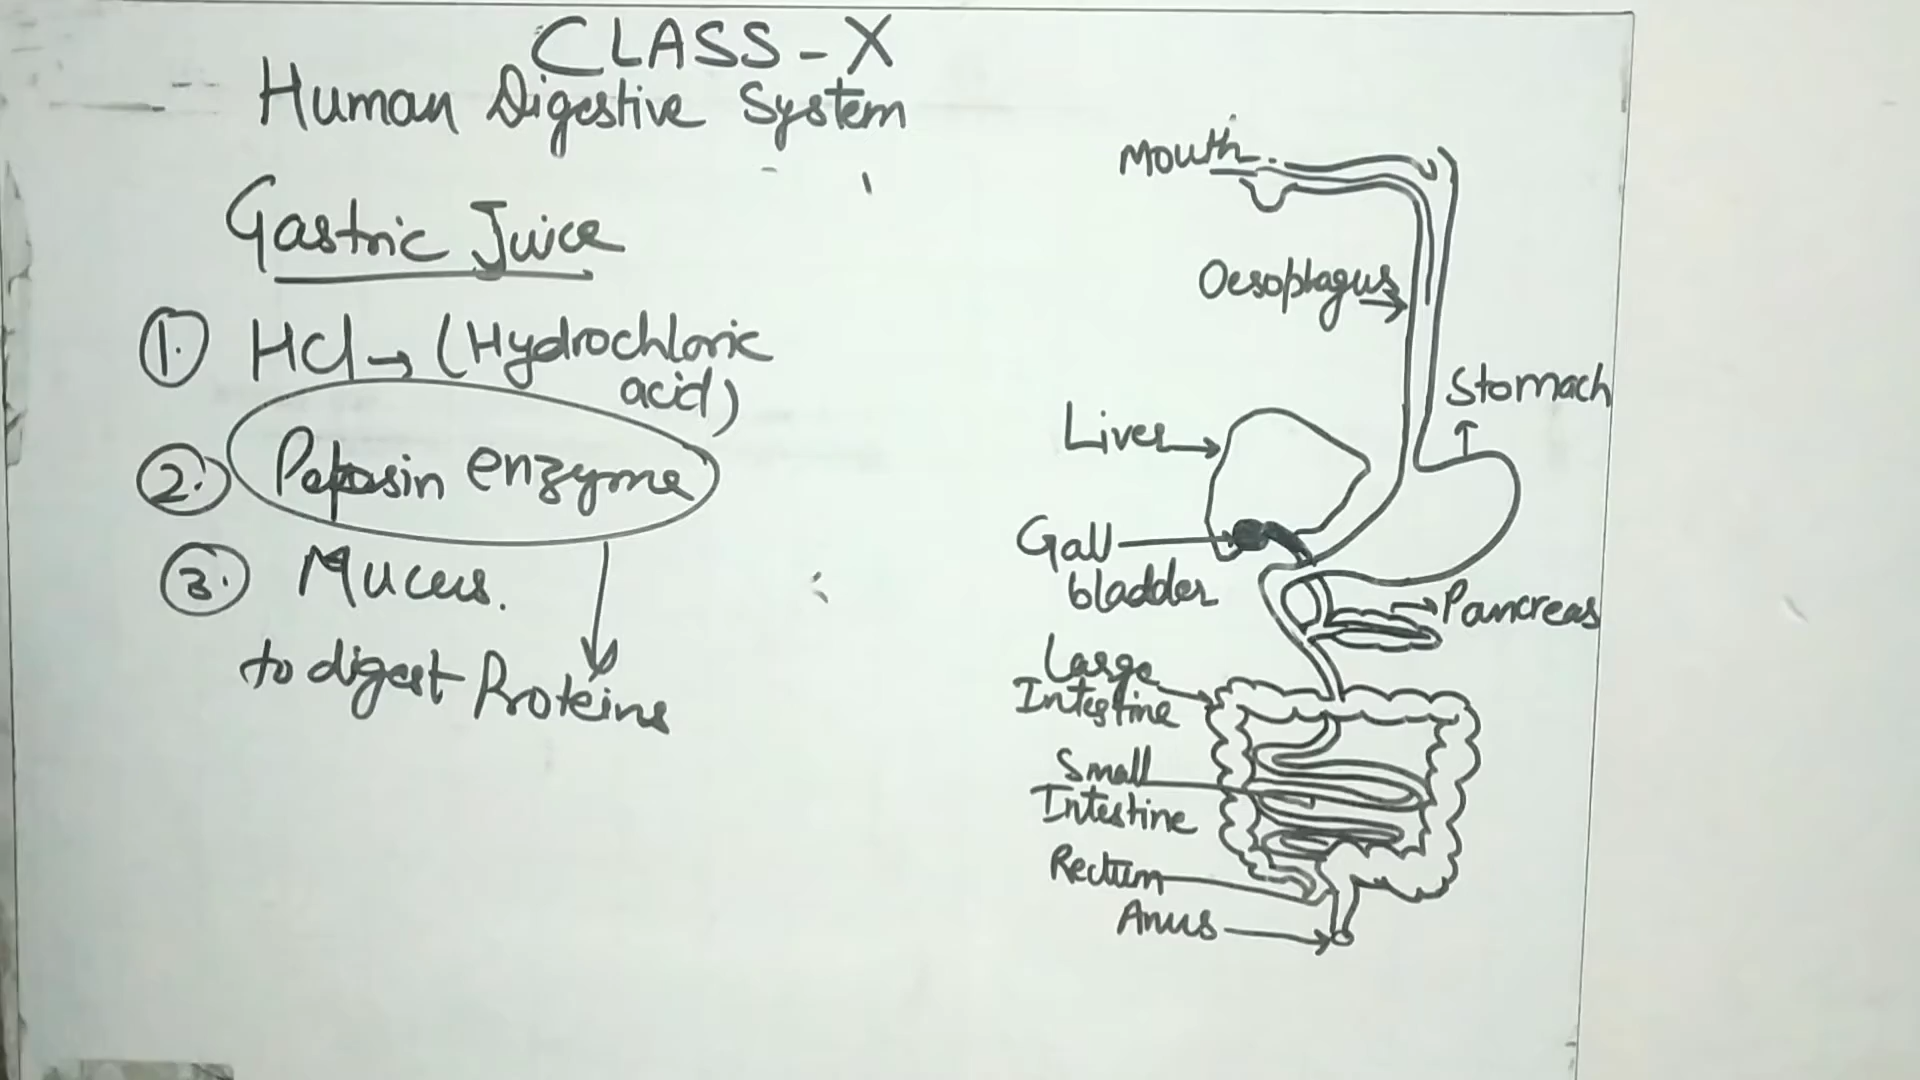 CLASS - X
Human Digestive System
Gastric Juice
1. HCl → (Hydrochloric
acid)
2. Pepsin enzyme
3. Mucus.
to digest Proteins
Mouth
Oesophagus
Stomach
Liver
Gall
bladder
Pancreas
Large
Intestine
Small
Intestine
Rectum
Anus